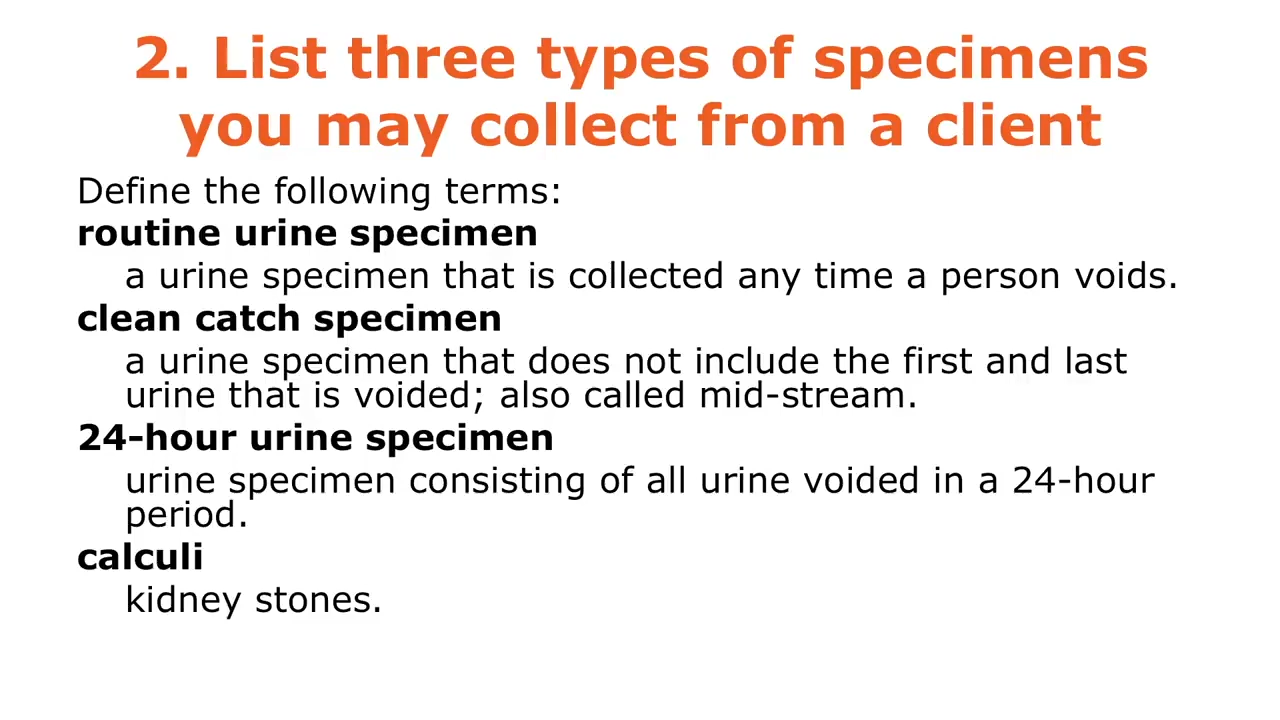 2. List three types of specimens
you may collect from a client
Define the following terms:
routine urine specimen
a urine specimen that is collected any time a person voids.
clean catch specimen
a urine specimen that does not include the first and last
urine that is voided; also called mid-stream.
24-hour urine specimen
urine specimen consisting of all urine voided in a 24-hour
period.
calculi
kidney stones.